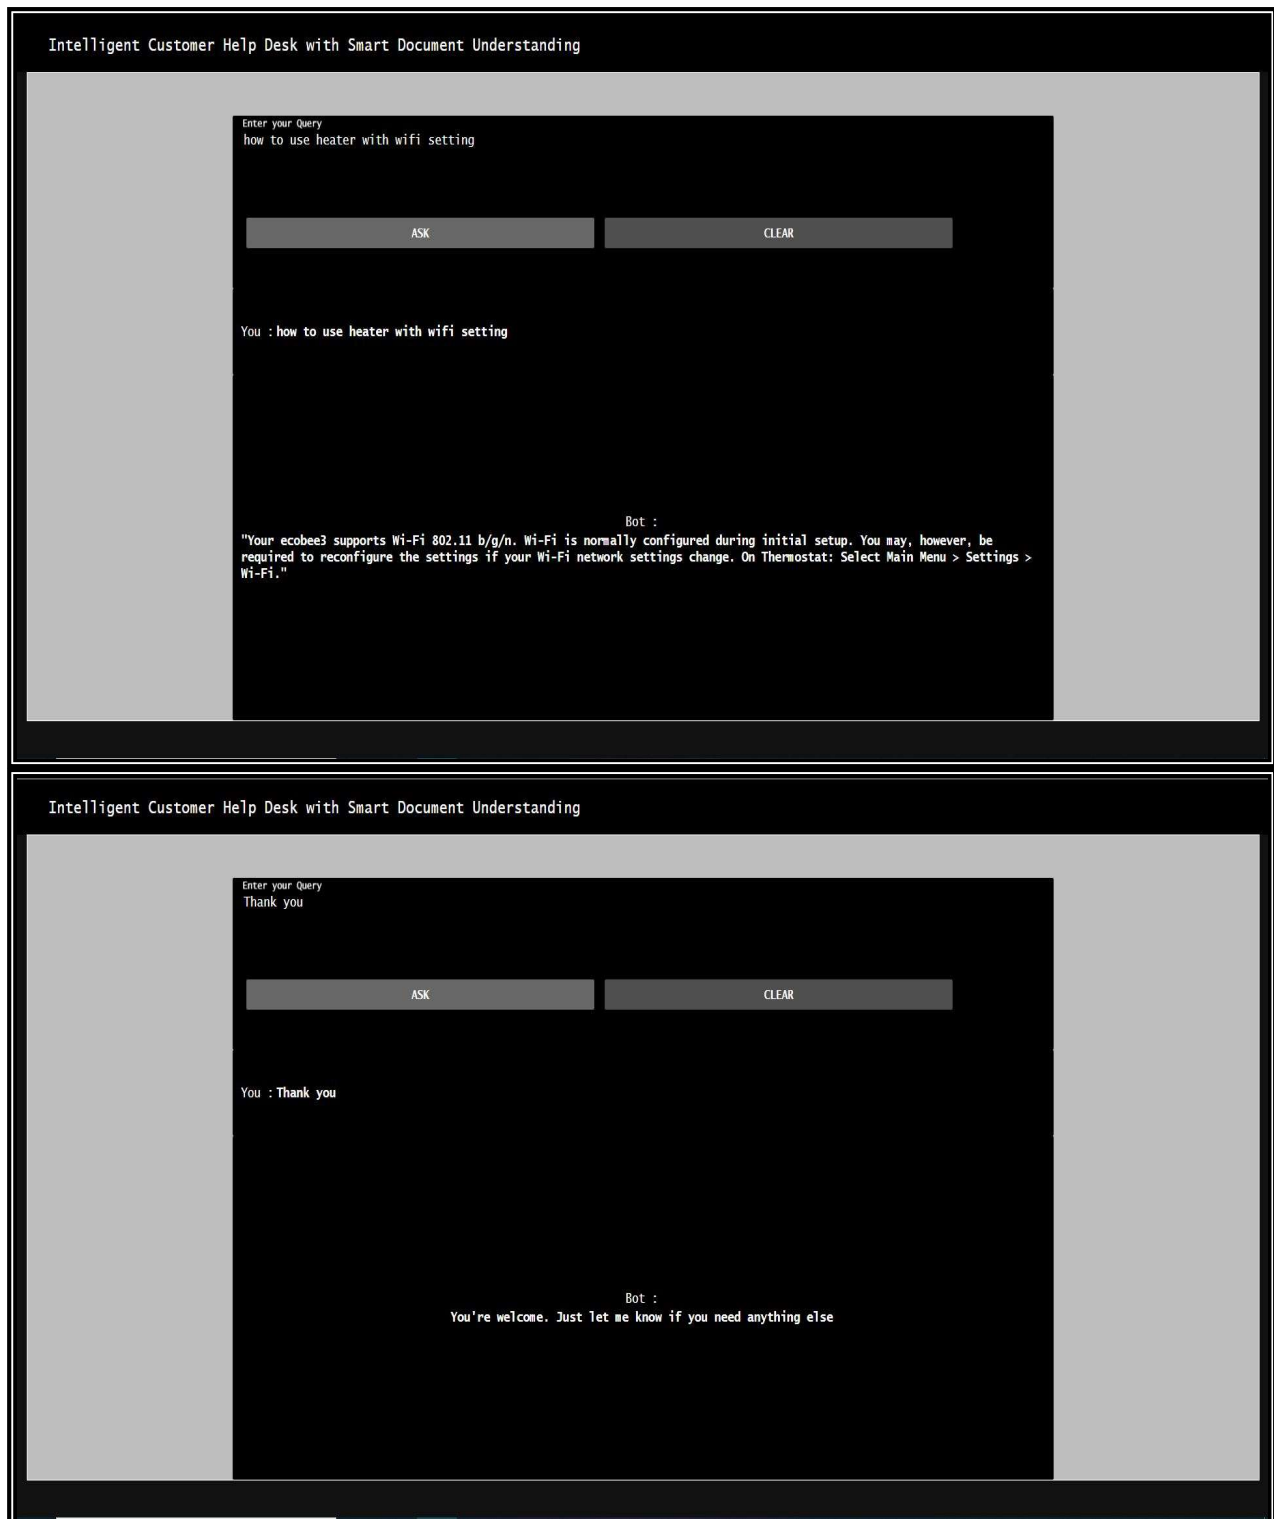 Intelligent Customer Help Desk with Smart Document Understanding
Enter your Query
how to use heater with wifi setting
ASK CLEAR
You : how to use heater with wifi setting
Bot :
"Your ecobee3 supports Wi-Fi 802.11 b/g/n. Wi-Fi is normally configured during initial setup. You may, however, be
required to reconfigure the settings if your Wi-Fi network settings change. On Thermostat: Select Main Menu > Settings >
Wi-Fi."
Intelligent Customer Help Desk with Smart Document Understanding
Enter your Query
Thank you
ASK CLEAR
You : Thank you
Bot :
You're welcome. Just let me know if you need anything else